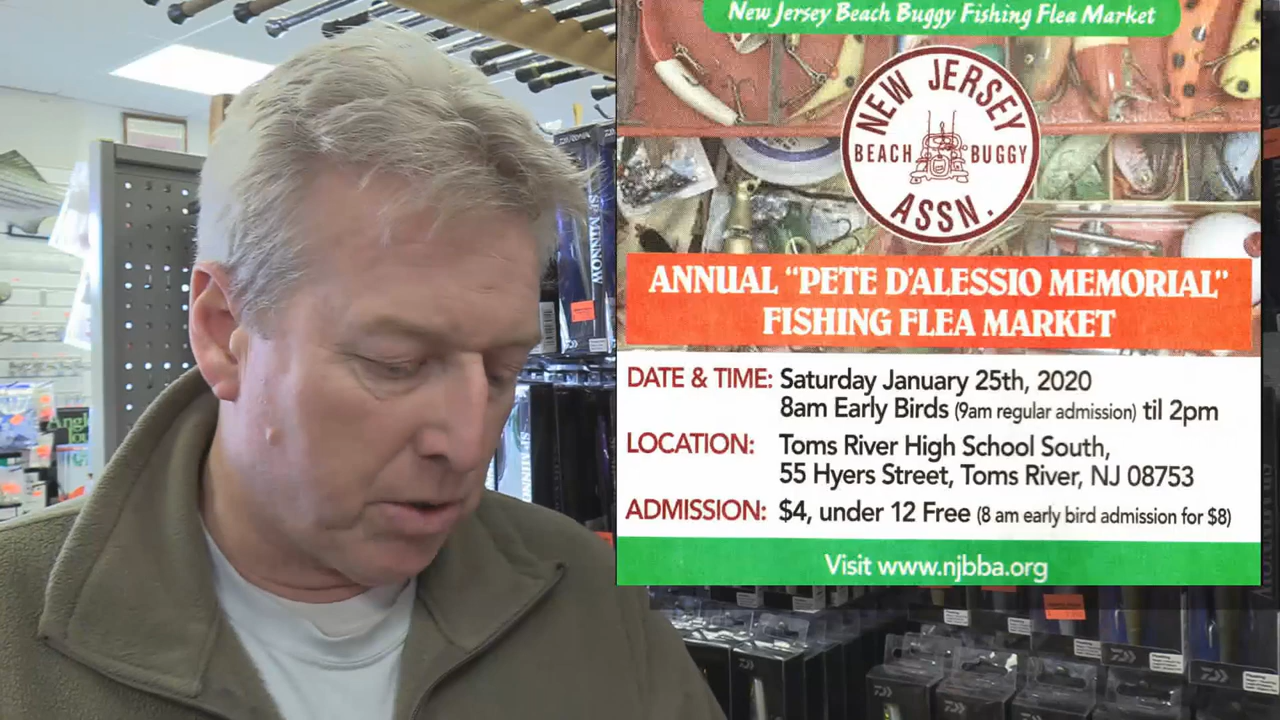 New Jersey Beach Buggy Fishing Flea Market
NEW JERSEY
BEACH BUGGY
ASSN.
ANNUAL “PETE D'ALESSIO MEMORIAL”
FISHING FLEA MARKET
DATE & TIME: Saturday January 25th, 2020
8am Early Birds (9am regular admission) til 2pm
LOCATION: Toms River High School South,
55 Hyers Street, Toms River, NJ 08753
ADMISSION: $4, under 12 Free (8 am early bird admission for $8)
Visit www.njbba.org
SP MINNOW